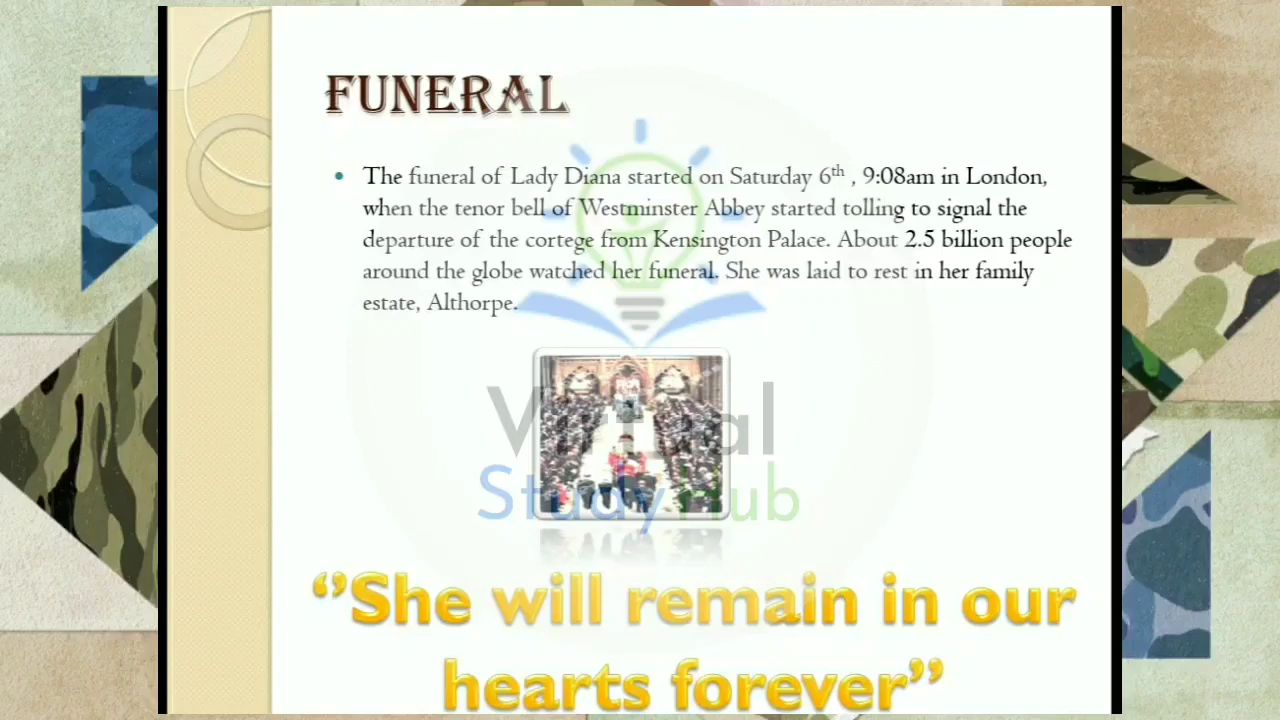 FUNERAL
• The funeral of Lady Diana started on Saturday 6th , 9:08am in London,
when the tenor bell of Westminster Abbey started tolling to signal the
departure of the cortege from Kensington Palace. About 2.5 billion people
around the globe watched her funeral. She was laid to rest in her family
estate, Althorpe.
Virtual
Study Hub
‘’She will remain in our
hearts forever’’